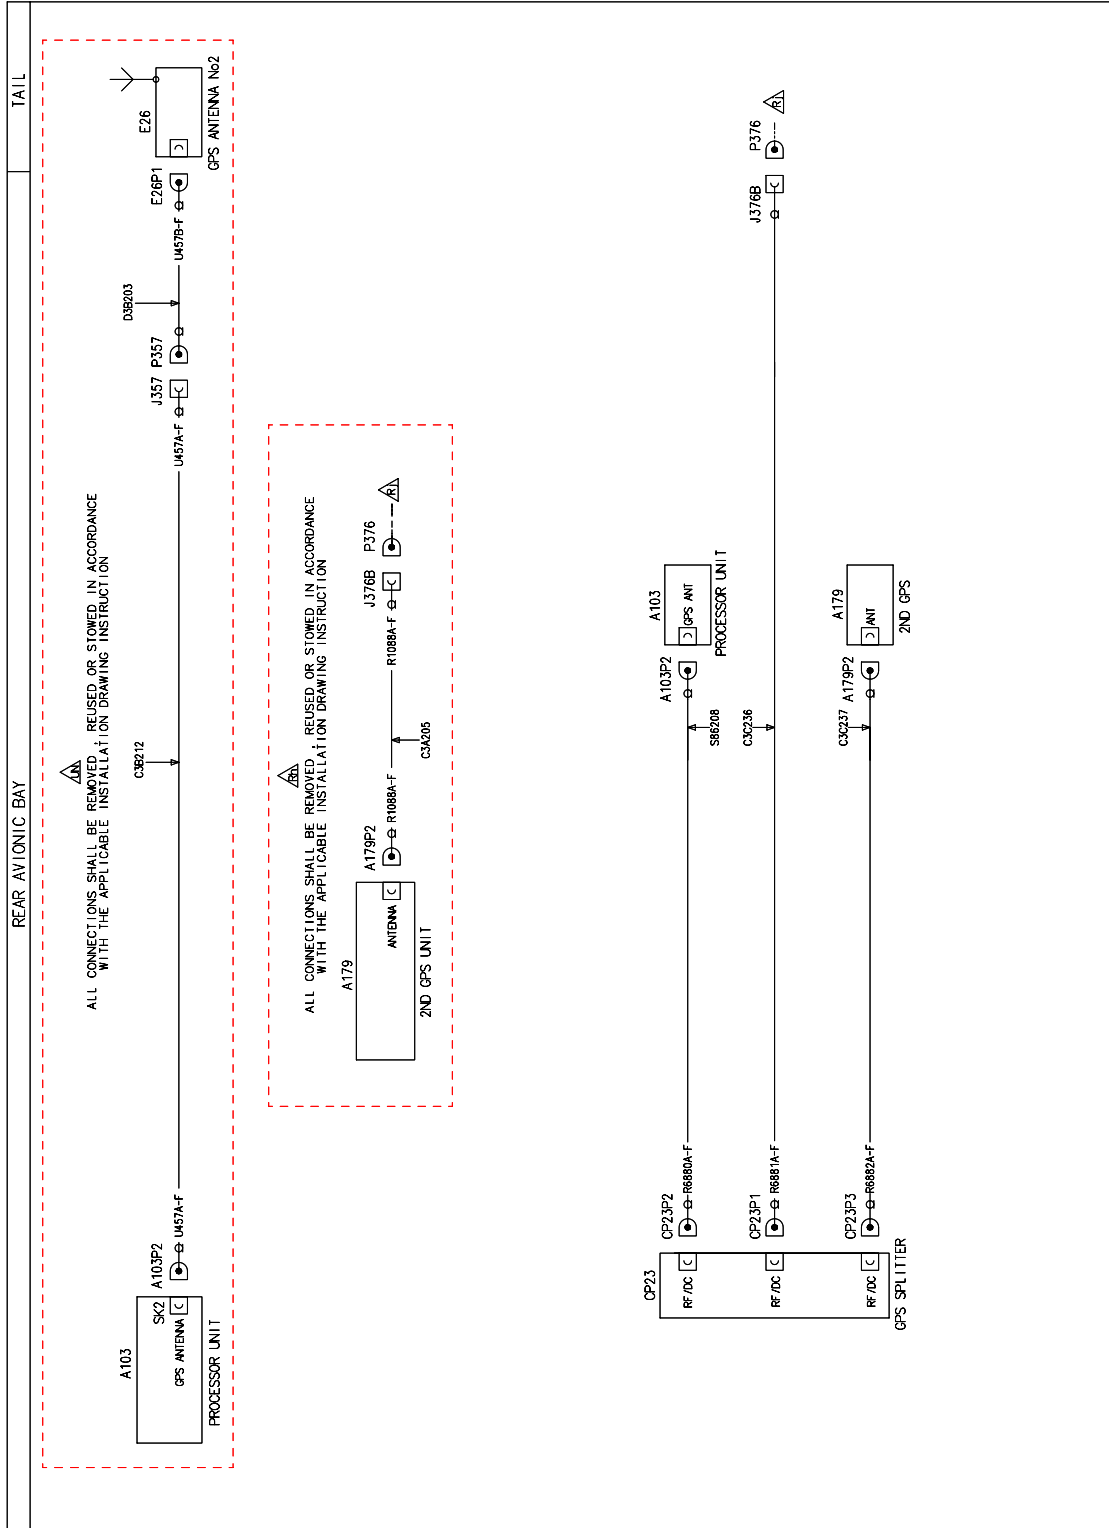 REAR AVIONIC BAY
TAIL
UN
ALL CONNECTIONS SHALL BE REMOVED, REUSED OR STOWED IN ACCORDANCE
WITH THE APPLICABLE INSTALLATION DRAWING INSTRUCTION
A103
SK2
GPS ANTENNA
PROCESSOR UNIT
A103P2
U457A-F
C3B212
U457A-F
J357
P357
D3B203
U457B-F
E26P1
E26
GPS ANTENNA No2
Rh
ALL CONNECTIONS SHALL BE REMOVED, REUSED OR STOWED IN ACCORDANCE
WITH THE APPLICABLE INSTALLATION DRAWING INSTRUCTION
A179
ANTENNA
2ND GPS UNIT
A179P2
R1088A-F
C3A205
R1088A-F
J376B
P376
CP23
RF/DC
RF/DC
RF/DC
GPS SPLITTER
CP23P2
R6880A-F
S86208
A103P2
A103
GPS ANT
PROCESSOR UNIT
CP23P1
R6881A-F
C3C236
J376B
P376
CP23P3
R6882A-F
C3C237
A179P2
A179
ANT
2ND GPS